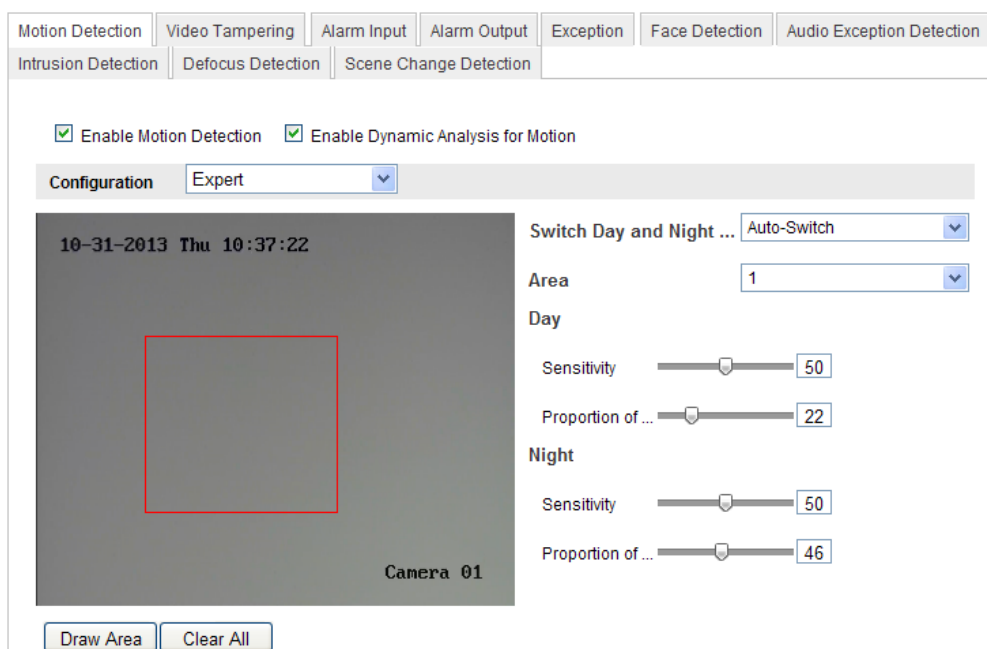 Motion Detection Video Tampering Alarm Input Alarm Output Exception Face Detection Audio Exception Detection
Intrusion Detection Defocus Detection Scene Change Detection
Enable Motion Detection Enable Dynamic Analysis for Motion
Configuration Expert
10-31-2013 Thu 10:37:22
Camera 01
Switch Day and Night ... Auto-Switch
Area 1
Day
Sensitivity 50
Proportion of ... 22
Night
Sensitivity 50
Proportion of ... 46
Draw Area Clear All